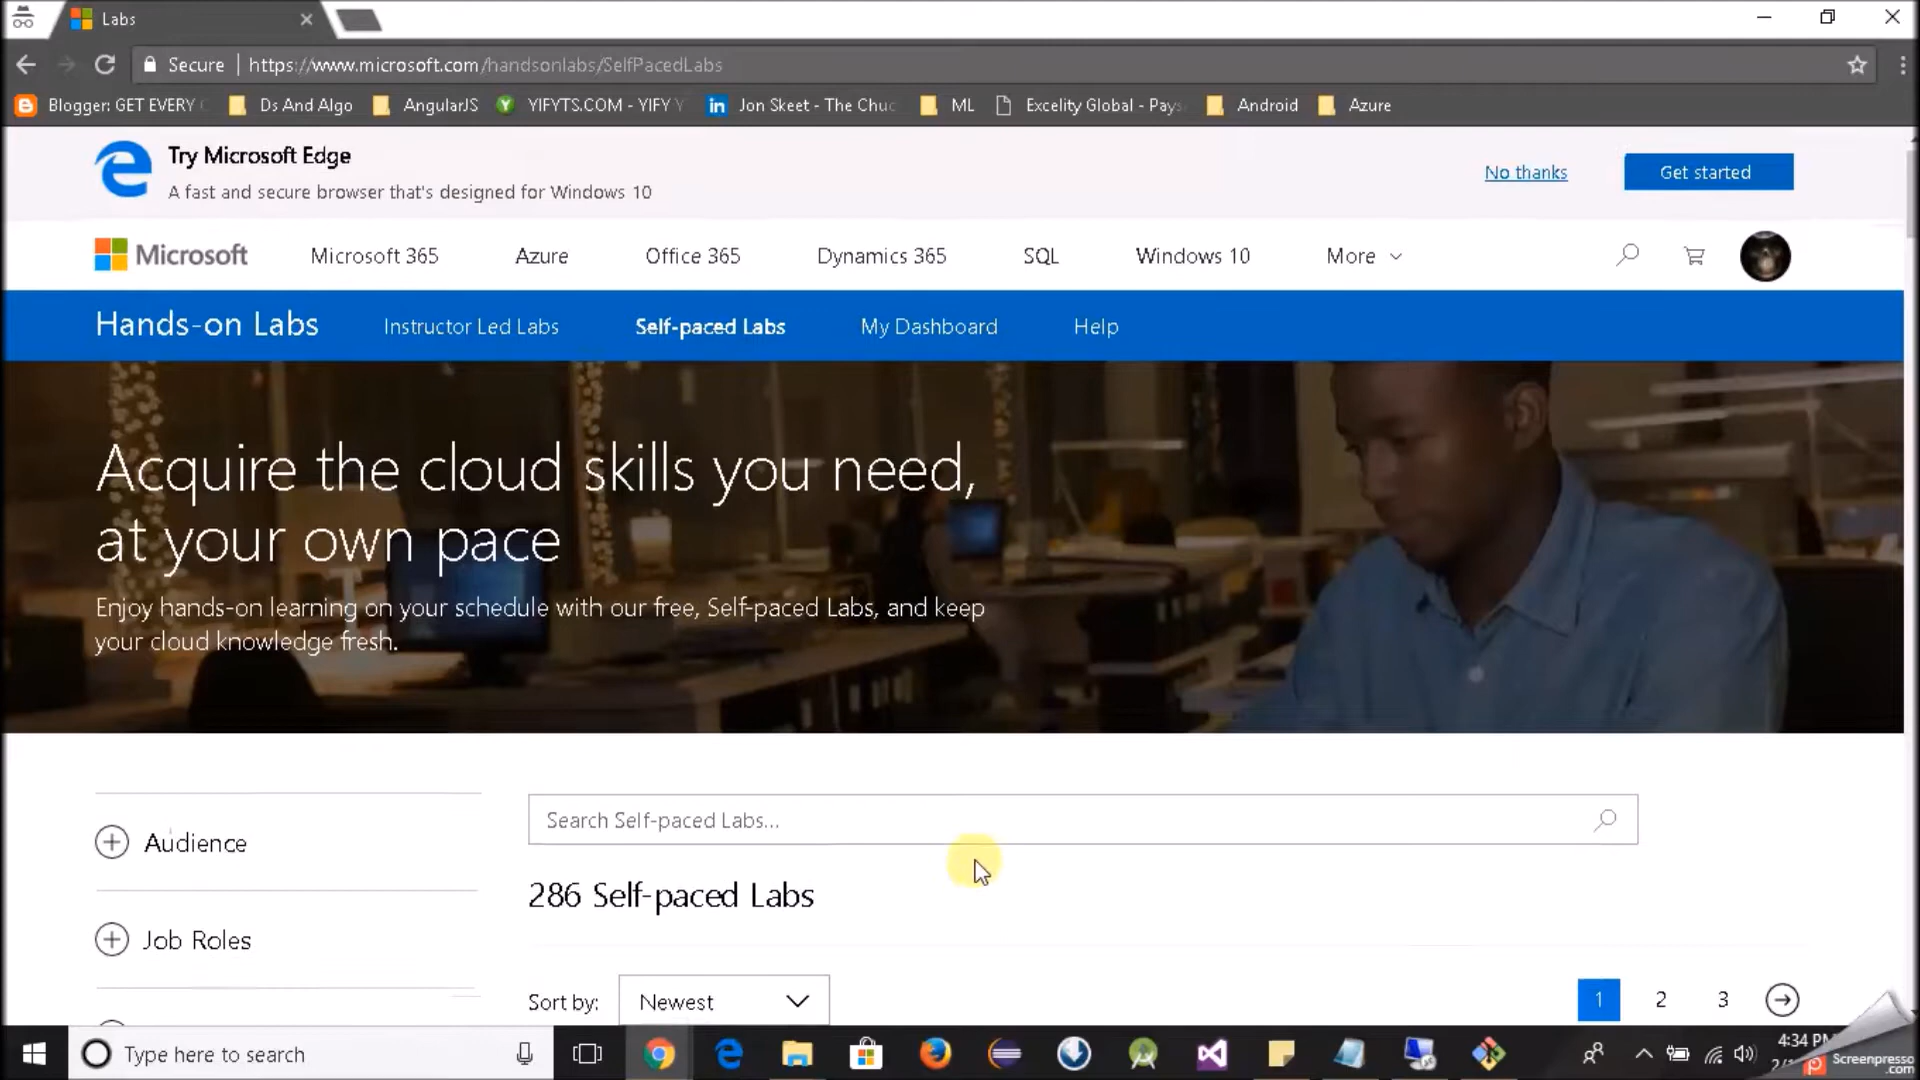 Labs
Secure | https://www.microsoft.com/handsonlabs/SelfPacedLabs
Blogger: GET EVERY Ds And Algo AngularJS YIFYTS.COM - YIFY Y Jon Skeet - The Chuc ML Excelity Global - Pays Android Azure
Try Microsoft Edge
A fast and secure browser that's designed for Windows 10
No thanks
Get started
Microsoft Microsoft 365 Azure Office 365 Dynamics 365 SQL Windows 10 More
Hands-on Labs Instructor Led Labs Self-paced Labs My Dashboard Help
Acquire the cloud skills you need,
at your own pace
Enjoy hands-on learning on your schedule with our free, Self-paced Labs, and keep
your cloud knowledge fresh.
Search Self-paced Labs...
Audience
286 Self-paced Labs
Job Roles
Sort by: Newest
1 2 3
Type here to search
4:34 PM
Screenpresso
.com